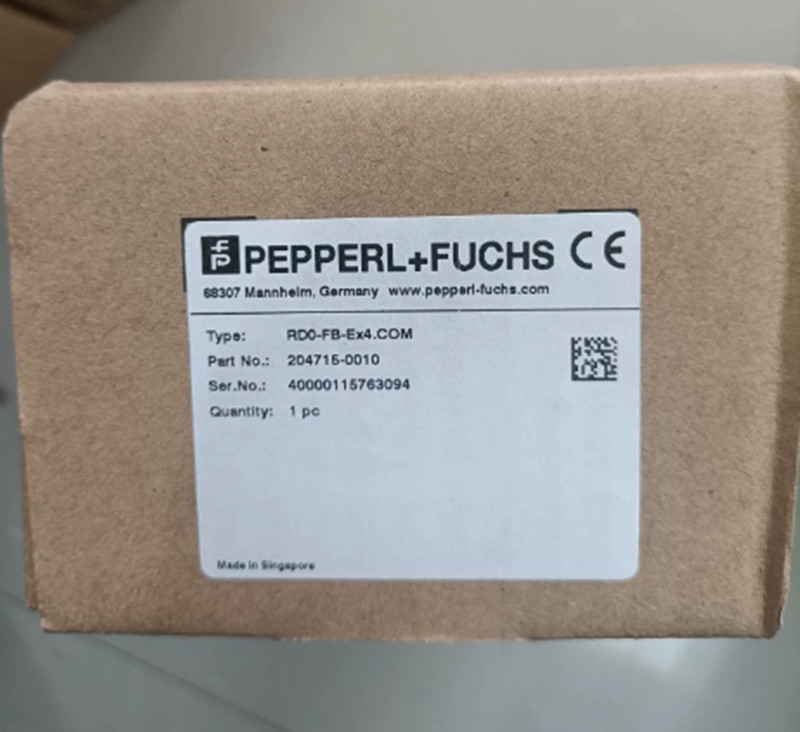 PEPPERL+FUCHS CE
68307 Mannheim, Germany www.pepperl-fuchs.com
Type: RD0-FB-Ex4.COM
Part No.: 204715-0010
Ser.No.: 40000115763094
Quantity: 1 pc
Made in Singapore